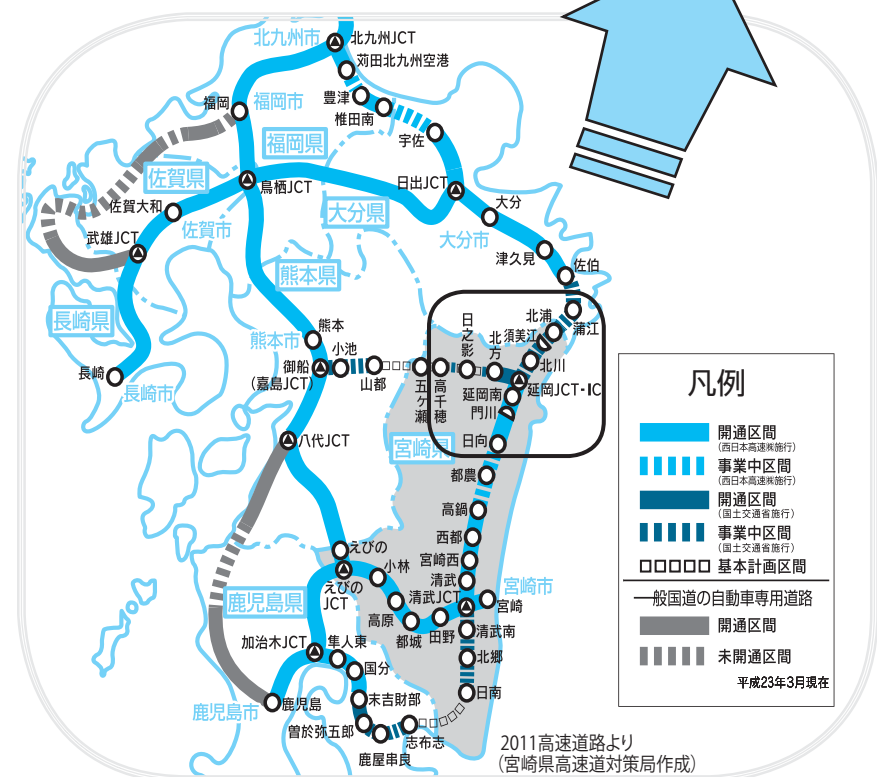 北九州市
北九州JCT
苅田北九州空港
豊津
椎田南
宇佐
福岡
福岡市
福岡県
佐賀県
鳥栖JCT
日出JCT
佐賀大和
佐賀市
大分県
大分
大分市
武雄JCT
津久見
佐伯
熊本県
長崎県
蒲江
北浦
須美江
北川
日之影
北方
熊本市
熊本
御船
(嘉島JCT)
小池
山都
五ヶ瀬
高千穂
延岡JCT・IC
延岡南
門川
長崎
長崎市
日向
宮崎県
八代JCT
都農
高鍋
西都
宮崎西
清武
えびの
えびの
JCT
小林
清武JCT
宮崎市
宮崎
鹿児島県
高原
都城
田野
清武南
加治木JCT
隼人東
国分
北郷
末吉財部
日南
鹿児島
鹿児島市
曽於弥五郎
鹿屋串良
志布志
2011高速道路より
(宮崎県高速道対策局作成)
凡例
開通区間
(西日本高速㈱施行)
事業中区間
(西日本高速㈱施行)
開通区間
(国土交通省施行)
事業中区間
(国土交通省施行)
基本計画区間
一般国道の自動車専用道路
開通区間
未開通区間
平成23年3月現在